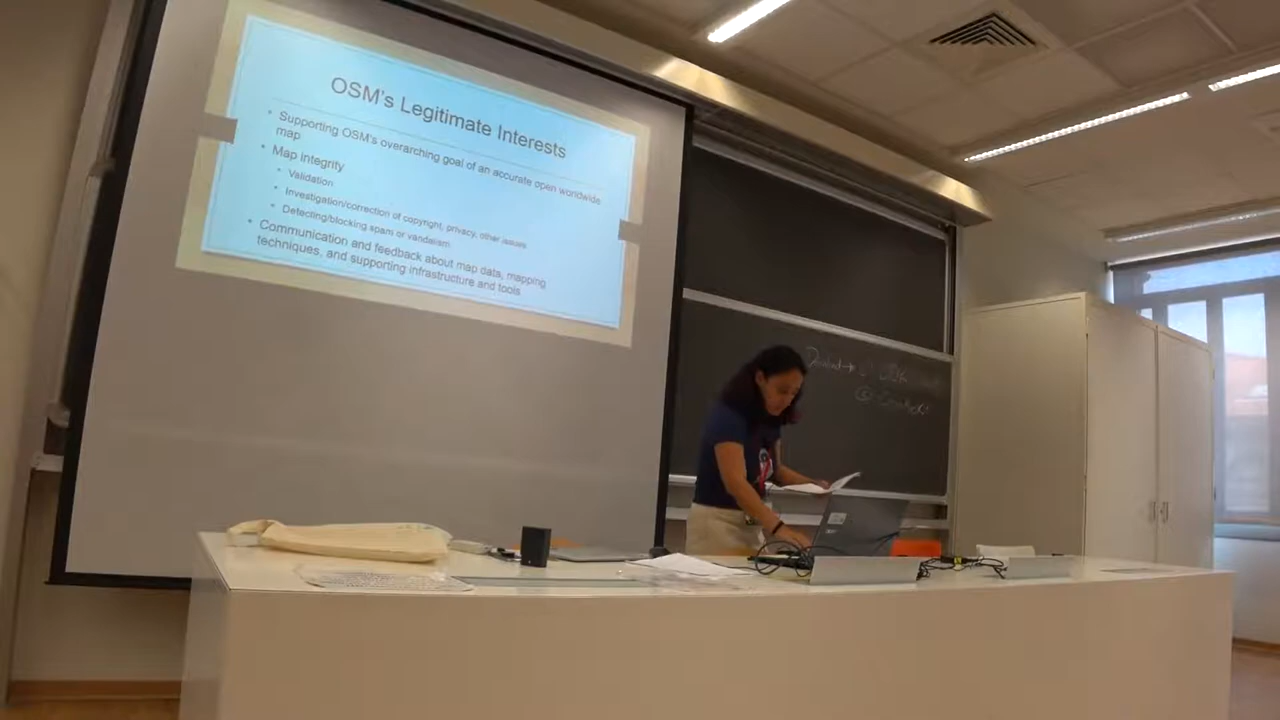 OSM's Legitimate Interests
• Supporting OSM's overarching goal of an accurate open worldwide
map
• Map integrity
• Validation
• Investigation/correction of copyright, privacy, other issues
• Detecting/blocking spam or vandalism
• Communication and feedback about map data, mapping
techniques, and supporting infrastructure and tools